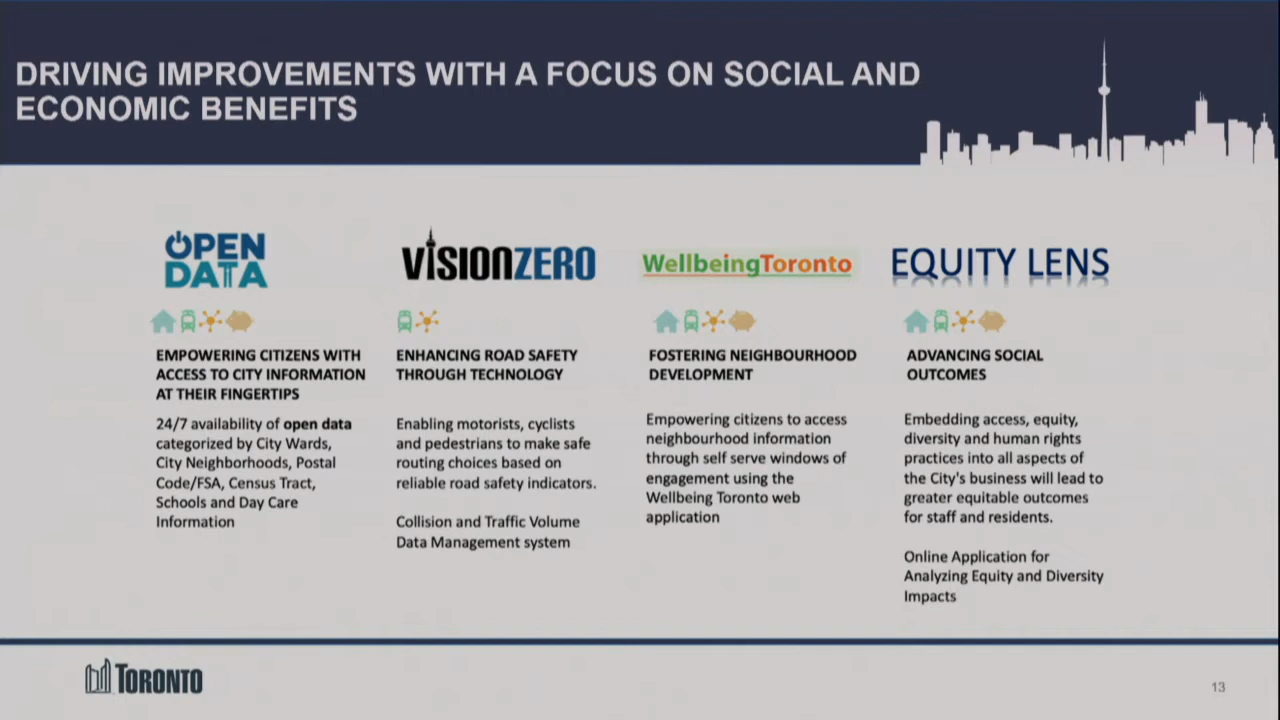 DRIVING IMPROVEMENTS WITH A FOCUS ON SOCIAL AND
ECONOMIC BENEFITS
OPEN
DATA
VISIONZERO
WellbeingToronto
EQUITY LENS
EMPOWERING CITIZENS WITH
ACCESS TO CITY INFORMATION
AT THEIR FINGERTIPS
24/7 availability of open data
categorized by City Wards,
City Neighborhoods, Postal
Code/FSA, Census Tract,
Schools and Day Care
Information
ENHANCING ROAD SAFETY
THROUGH TECHNOLOGY
Enabling motorists, cyclists
and pedestrians to make safe
routing choices based on
reliable road safety indicators.
Collision and Traffic Volume
Data Management system
FOSTERING NEIGHBOURHOOD
DEVELOPMENT
Empowering citizens to access
neighbourhood information
through self serve windows of
engagement using the
Wellbeing Toronto web
application
ADVANCING SOCIAL
OUTCOMES
Embedding access, equity,
diversity and human rights
practices into all aspects of
the City's business will lead to
greater equitable outcomes
for staff and residents.
Online Application for
Analyzing Equity and Diversity
Impacts
TORONTO
13